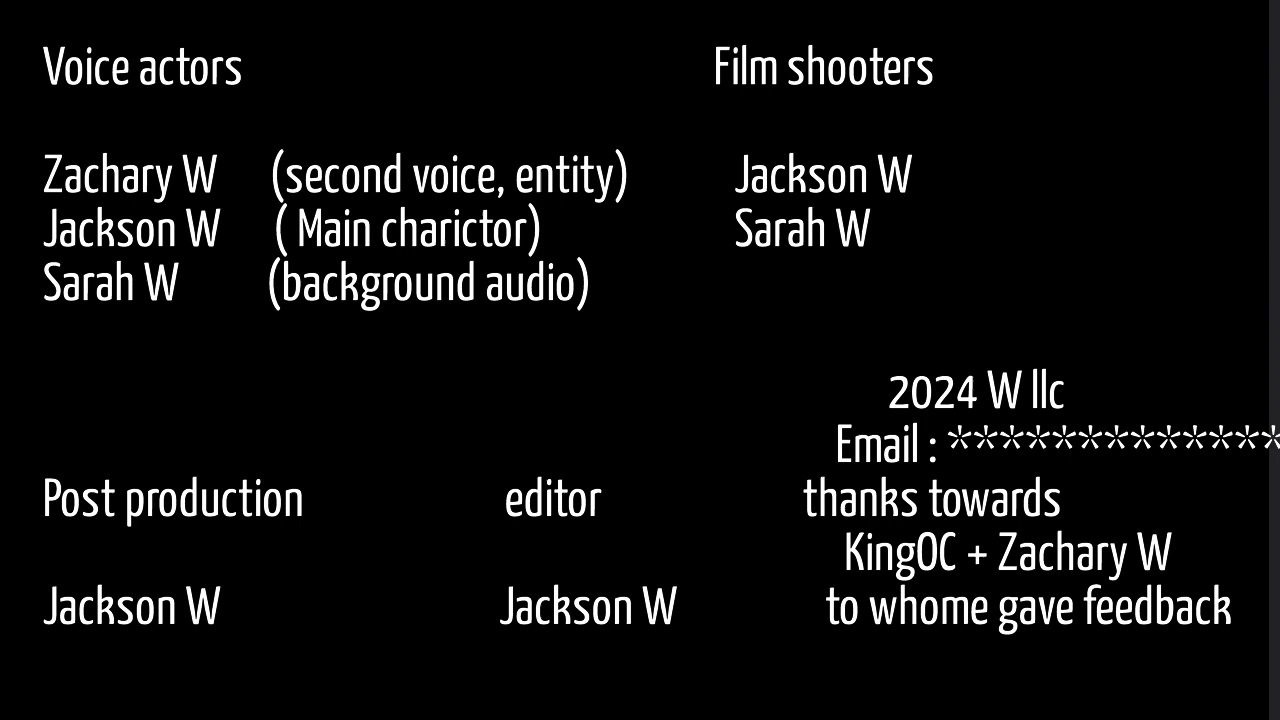 Voice actors Film shooters
Zachary W (second voice, entity) Jackson W
Jackson W ( Main charictor) Sarah W
Sarah W (background audio)
2024 W llc
Email : *************
Post production editor thanks towards
KingOC + Zachary W
Jackson W Jackson W to whome gave feedback